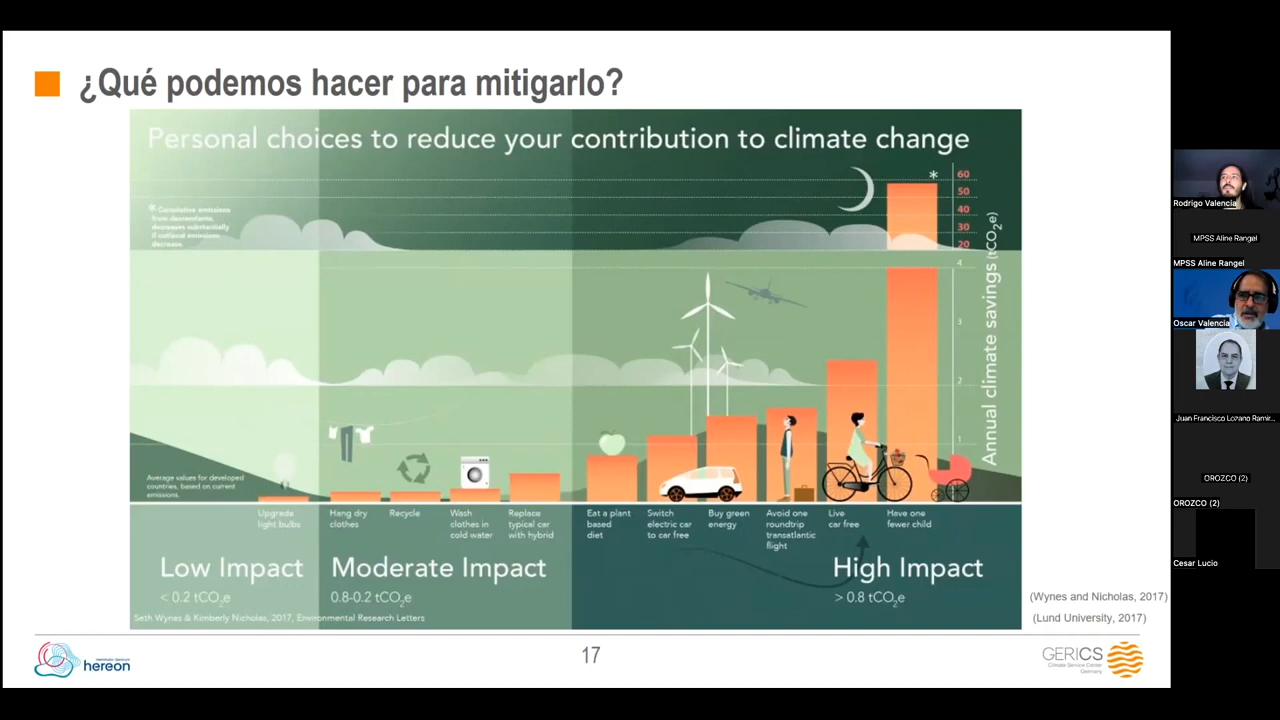 ¿Qué podemos hacer para mitigarlo?
Personal choices to reduce your contribution to climate change
* Cumulative emissions
from descendants,
decreases substantially
if national emissions
decrease.
*
60
50
40
30
20
4
3
2
1
Annual climate savings (tCO2e)
Average values for developed
countries, based on current
emissions.
Upgrade
light bulbs
Hang dry
clothes
Recycle
Wash
clothes in
cold water
Replace
typical car
with hybrid
Eat a plant
based
diet
Switch
electric car
to car free
Buy green
energy
Avoid one
roundtrip
transatlantic
flight
Live
car free
Have one
fewer child
Low Impact
< 0.2 tCO2e
Moderate Impact
0.8-0.2 tCO2e
High Impact
> 0.8 tCO2e
Seth Wynes & Kimberly Nicholas, 2017, Environmental Research Letters
(Wynes and Nicholas, 2017)
(Lund University, 2017)
hereon
17
GERICS
Climate Service Center
Germany
Rodrigo Valencia
MPSS Aline Rangel
MPSS Aline Rangel
Oscar Valencia
Juan Francisco Lozano Ramir...
OROZCO (2)
OROZCO (2)
Cesar Lucio